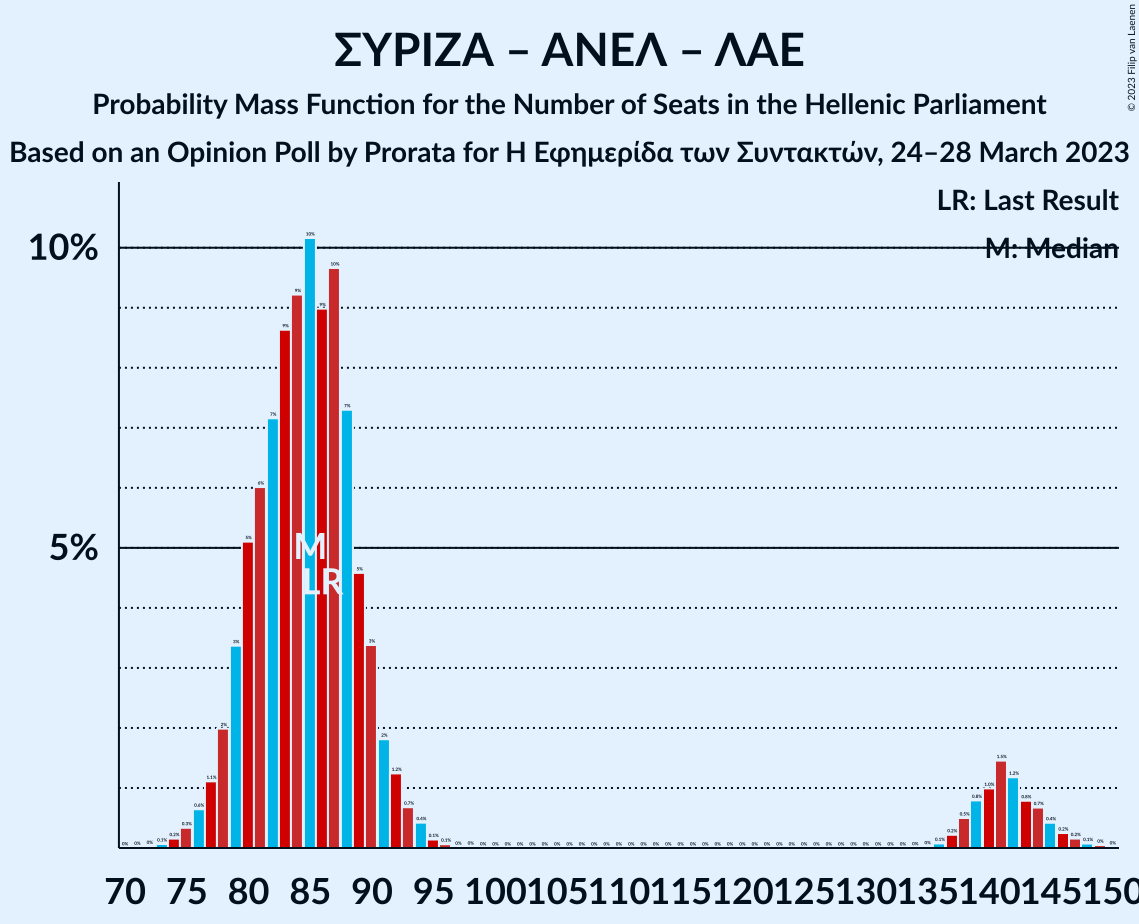 ΣΥΡΙΖΑ – ΑΝΕΛ – ΛΑΕ
Probability Mass Function for the Number of Seats in the Hellenic Parliament
Based on an Opinion Poll by Prorata for Η Εφημερίδα των Συντακτών, 24–28 March 2023
© 2023 Filip van Laenen
LR: Last Result
M: Median
10%
5%
M
LR
70 75 80 85 90 95 100 105 110 115 120 125 130 135 140 145 150